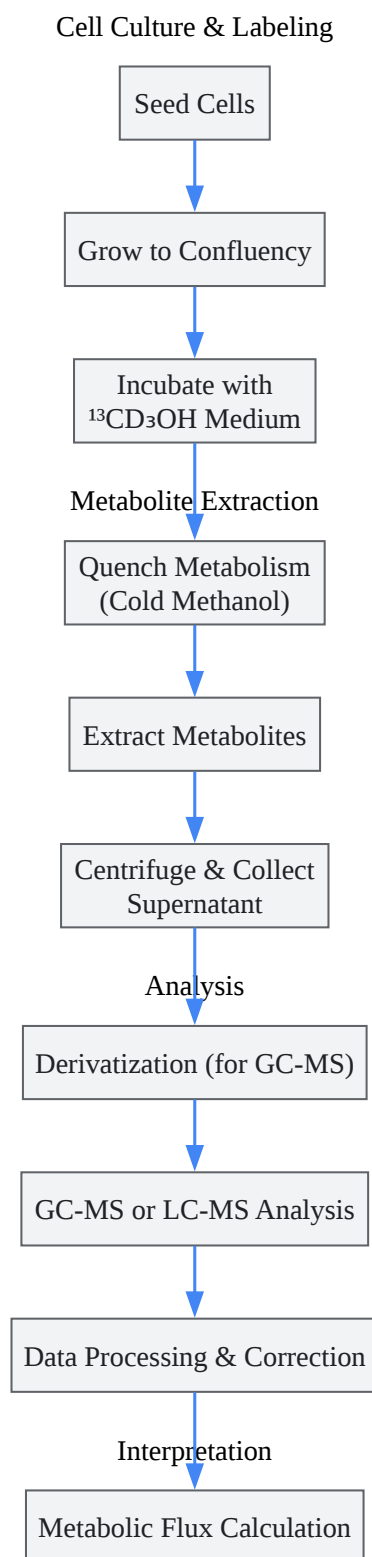 Cell Culture & Labeling
Seed Cells
Grow to Confluency
Incubate with
¹³CD₃OH Medium
Metabolite Extraction
Quench Metabolism
(Cold Methanol)
Extract Metabolites
Centrifuge & Collect
Supernatant
Analysis
Derivatization (for GC-MS)
GC-MS or LC-MS Analysis
Data Processing & Correction
Interpretation
Metabolic Flux Calculation